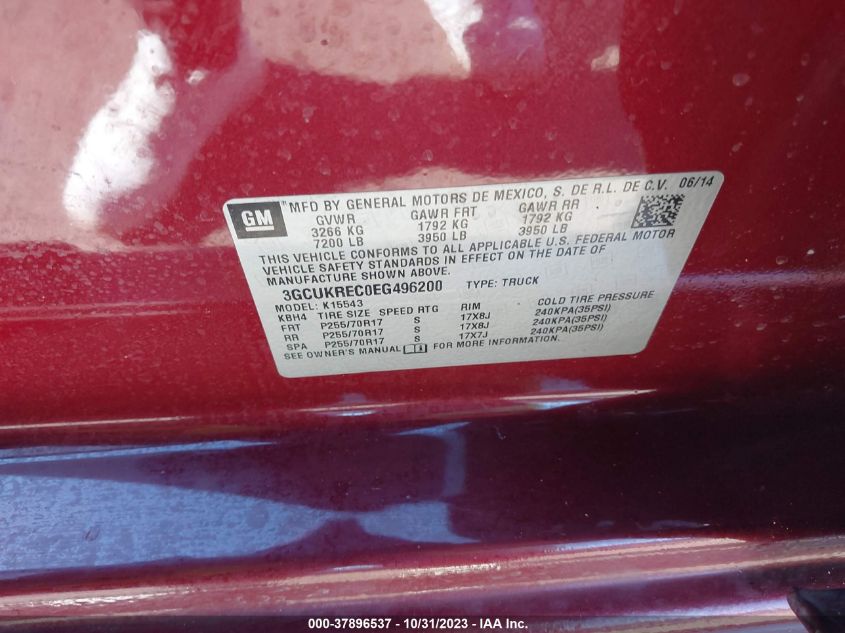 GM
MFD BY GENERAL MOTORS DE MEXICO, S. DE R.L. DE C.V. 06/14
GVWR GAWR FRT GAWR RR
3266 KG 1792 KG 1792 KG
7200 LB 3950 LB 3950 LB
THIS VEHICLE CONFORMS TO ALL APPLICABLE U.S. FEDERAL MOTOR
VEHICLE SAFETY STANDARDS IN EFFECT ON THE DATE OF
MANUFACTURE SHOWN ABOVE.
3GCUKREC0EG496200 TYPE: TRUCK
MODEL: K15543
KBH4 TIRE SIZE SPEED RTG RIM COLD TIRE PRESSURE
FRT P255/70R17 S 17X8J 240KPA(35PSI)
RR P255/70R17 S 17X8J 240KPA(35PSI)
SPA P255/70R17 S 17X7J 240KPA(35PSI)
SEE OWNER'S MANUAL FOR MORE INFORMATION.
000-37896537 - 10/31/2023 - IAA Inc.